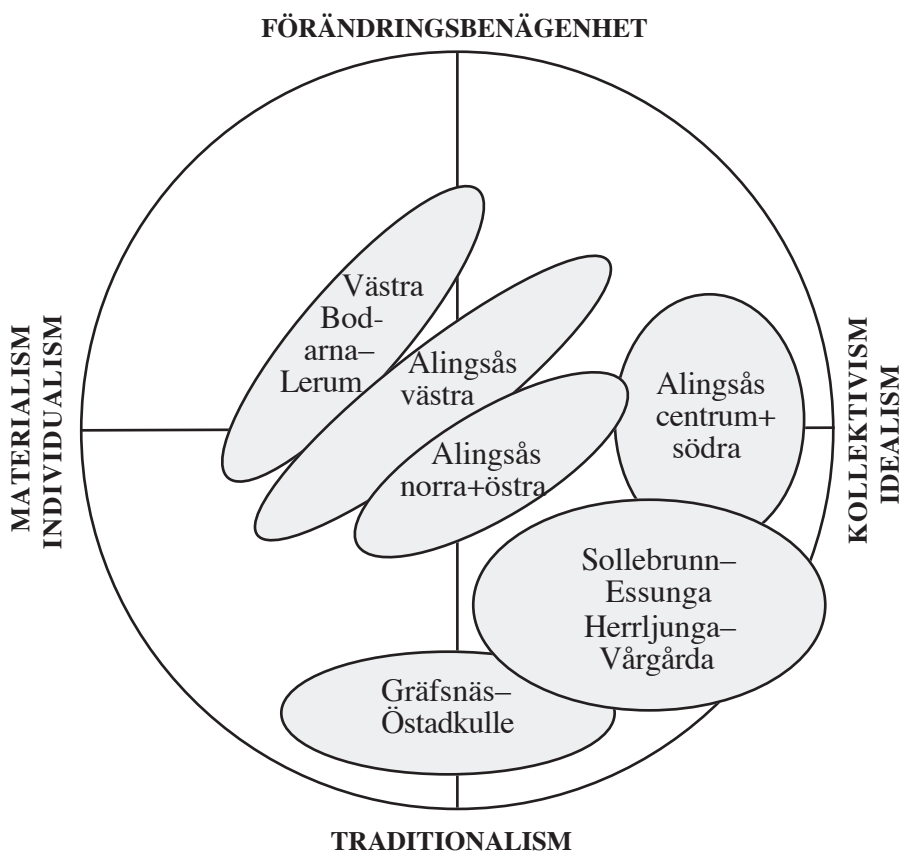 FÖRÄNDRINGSBENÄGENHET
MATERIALISM
INDIVIDUALISM
Västra
Bod-
arna–
Lerum
Alingsås
västra
Alingsås
norra+östra
Alingsås
centrum+
södra
KOLLEKTIVISM
IDEALISM
Sollebrunn–
Essunga
Herrljunga–
Vårgårda
Gräfsnäs–
Östadkulle
TRADITIONALISM